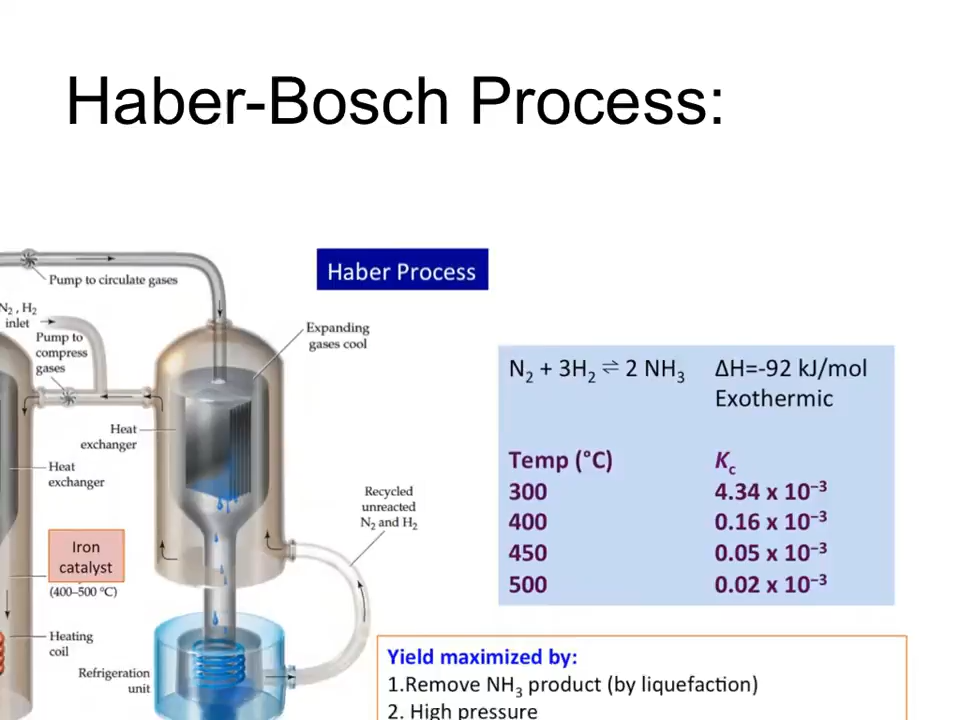 Haber-Bosch Process:
Haber Process
Pump to circulate gases
N₂ , H₂
inlet
Pump to
compress
gases
Expanding
gases cool
Heat
exchanger
Heat
exchanger
Recycled
unreacted
N₂ and H₂
Iron
catalyst
(400–500 °C)
Heating
coil
Refrigeration
unit
N₂ + 3H₂ ⇌ 2 NH₃ ΔH=-92 kJ/mol
Exothermic
Temp (°C) Kc
300 4.34 x 10⁻³
400 0.16 x 10⁻³
450 0.05 x 10⁻³
500 0.02 x 10⁻³
Yield maximized by:
1.Remove NH₃ product (by liquefaction)
2. High pressure